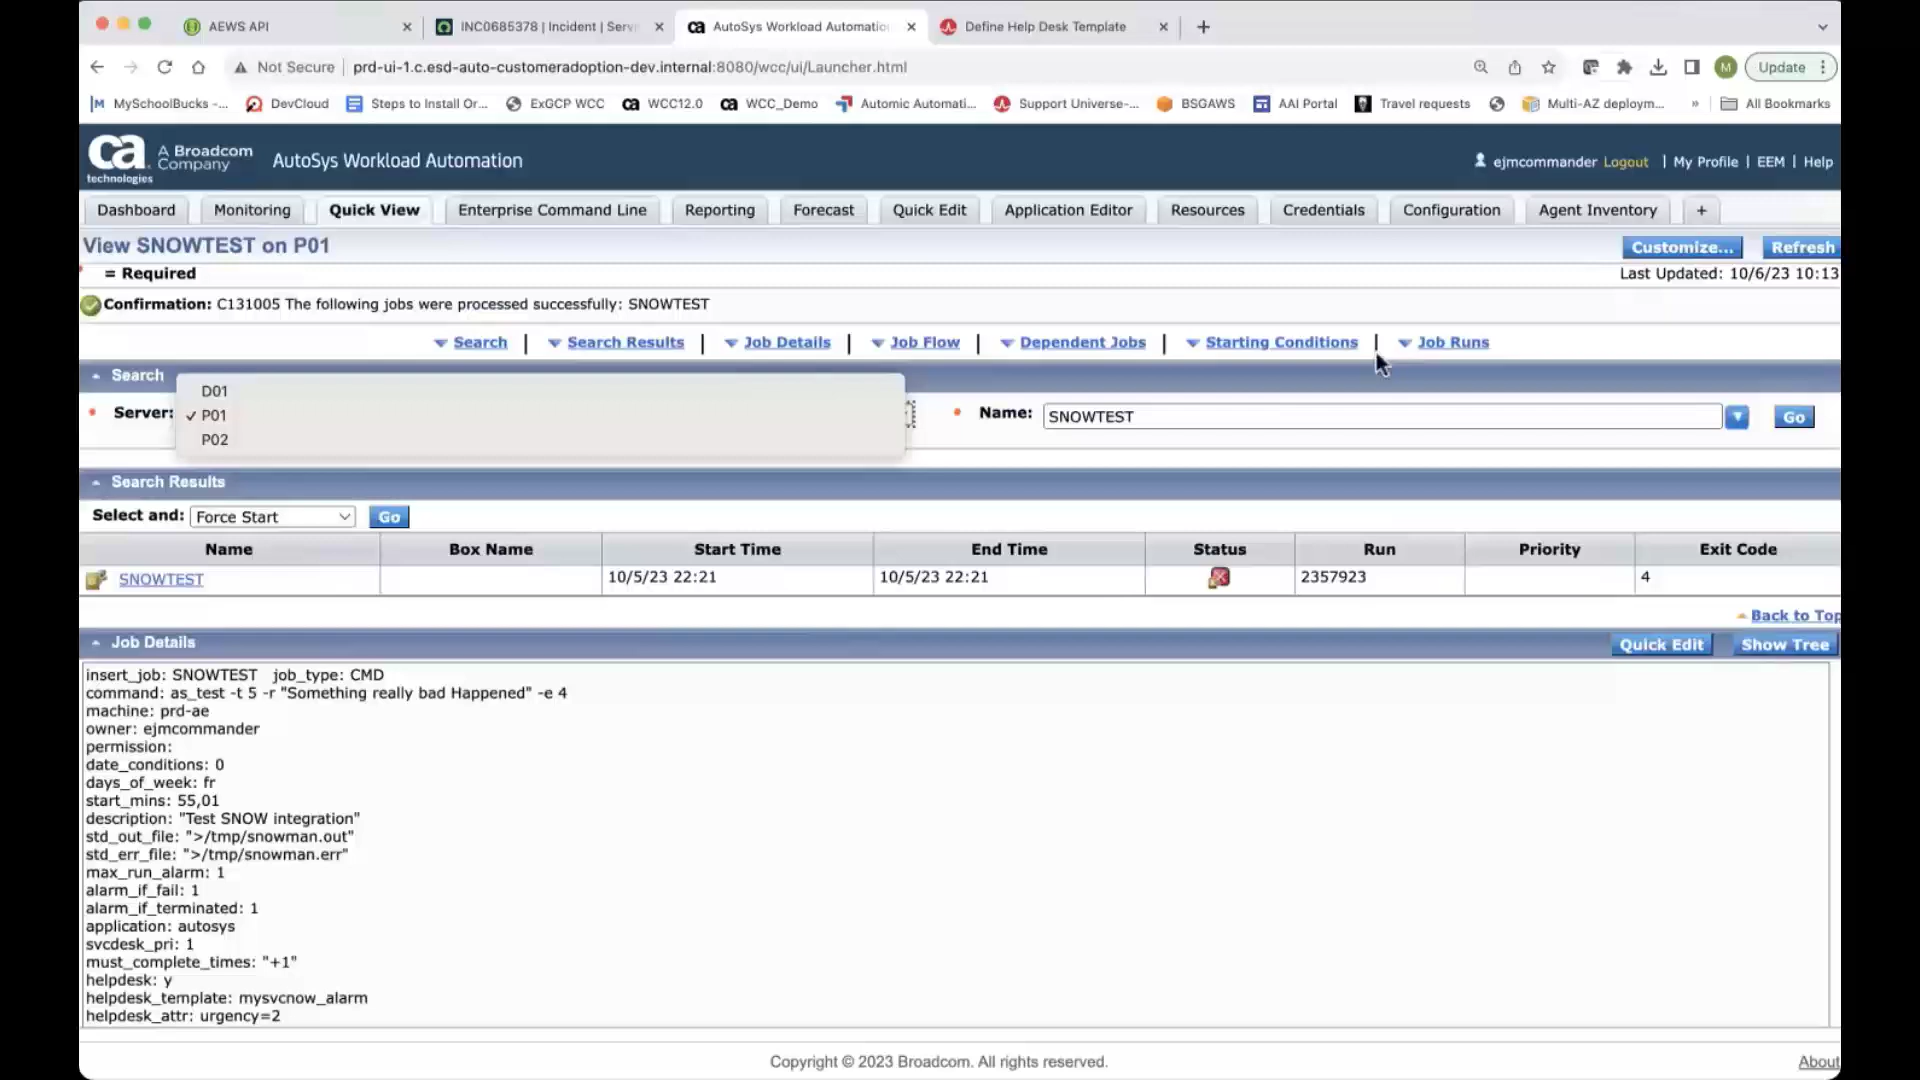 AEWS API
INC0685378 | Incident | Serv
AutoSys Workload Automatio
Define Help Desk Template
Not Secure
prd-ui-1.c.esd-auto-customeradoption-dev.internal:8080/wcc/ui/Launcher.html
M
Update
MySchoolBucks -...
DevCloud
Steps to Install Or...
ExGCP WCC
WCC12.0
WCC_Demo
Automic Automati...
Support Universe-...
BSGAWS
AAI Portal
Travel requests
Multi-AZ deploym...
»
All Bookmarks
ca technologies
A Broadcom Company
AutoSys Workload Automation
ejmcommander Logout | My Profile | EEM | Help
Dashboard
Monitoring
Quick View
Enterprise Command Line
Reporting
Forecast
Quick Edit
Application Editor
Resources
Credentials
Configuration
Agent Inventory
+
View SNOWTEST on P01
Customize...
Refresh
= Required
Last Updated: 10/6/23 10:13
Confirmation: C131005 The following jobs were processed successfully: SNOWTEST
Search | Search Results | Job Details | Job Flow | Dependent Jobs | Starting Conditions | Job Runs
Search
Server:
D01
✓ P01
P02
Name:
SNOWTEST
Go
Search Results
Select and: Force Start
Go
Name Box Name Start Time End Time Status Run Priority Exit Code
SNOWTEST 10/5/23 22:21 10/5/23 22:21 2357923 4
Back to Top
Job Details
Quick Edit
Show Tree
insert_job: SNOWTEST job_type: CMD
command: as_test -t 5 -r "Something really bad Happened" -e 4
machine: prd-ae
owner: ejmcommander
permission:
date_conditions: 0
days_of_week: fr
start_mins: 55,01
description: "Test SNOW integration"
std_out_file: ">/tmp/snowman.out"
std_err_file: ">/tmp/snowman.err"
max_run_alarm: 1
alarm_if_fail: 1
alarm_if_terminated: 1
application: autosys
svcdesk_pri: 1
must_complete_times: "+1"
helpdesk: y
helpdesk_template: mysvcnow_alarm
helpdesk_attr: urgency=2
Copyright © 2023 Broadcom. All rights reserved.
About